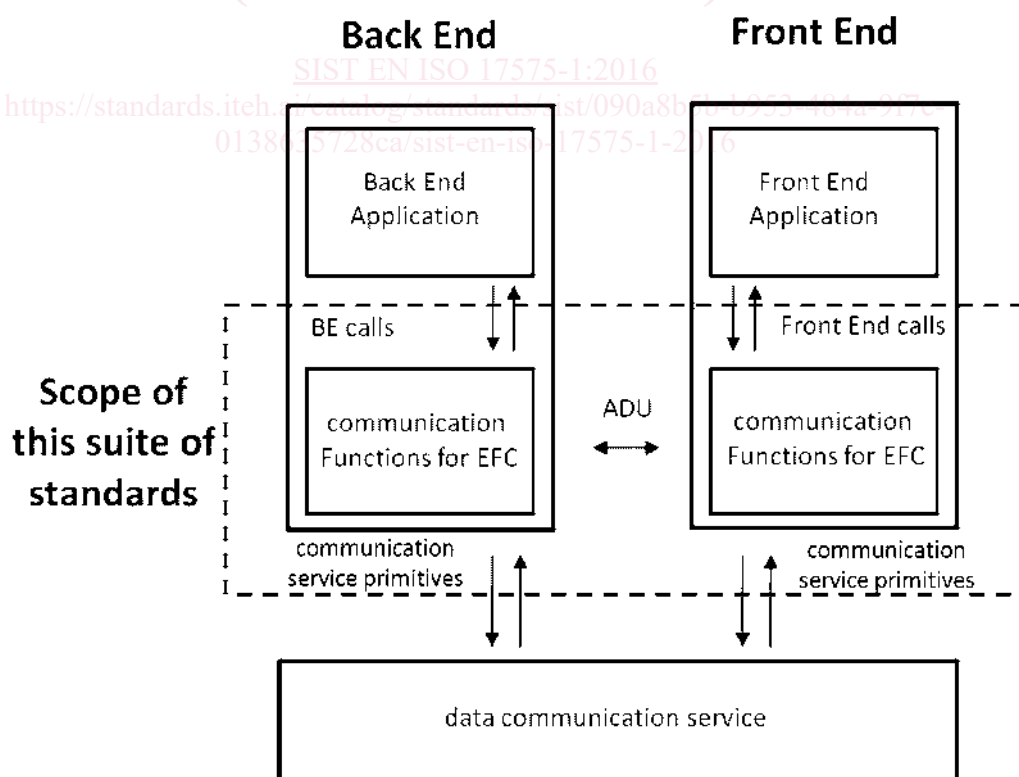 Back End
Front End
SIST EN ISO 17575-1:2016
https://standards.iteh.si/catalog/standards/sist/090a8b5b-b953-484a-9f7c-
0138635728ca/sist-en-iso-17575-1-2016
Back End
Application
Front End
Application
BE calls
Front End calls
Scope of
this suite of
standards
communication
Functions for EFC
ADU
communication
Functions for EFC
communication
service primitives
communication
service primitives
data communication service